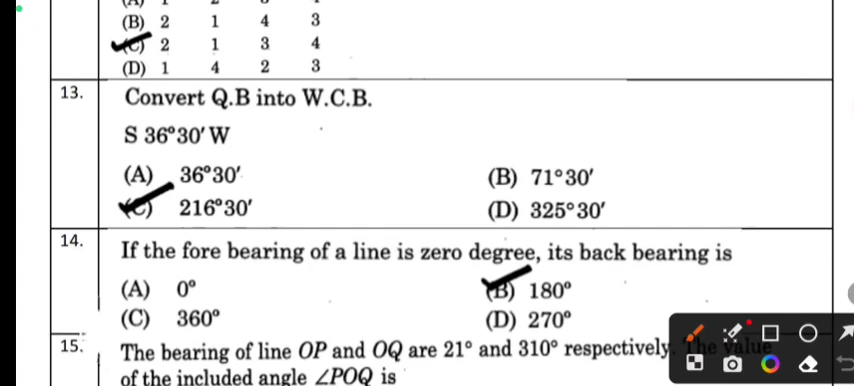 (B) 2 1 4 3
(C) 2 1 3 4
(D) 1 4 2 3
13. Convert Q.B into W.C.B.
S 36°30′ W
(A) 36°30′ (B) 71°30′
(C) 216°30′ (D) 325°30′
14. If the fore bearing of a line is zero degree, its back bearing is
(A) 0° (B) 180°
(C) 360° (D) 270°
15. The bearing of line OP and OQ are 21° and 310° respectively. The value
of the included angle ∠POQ is